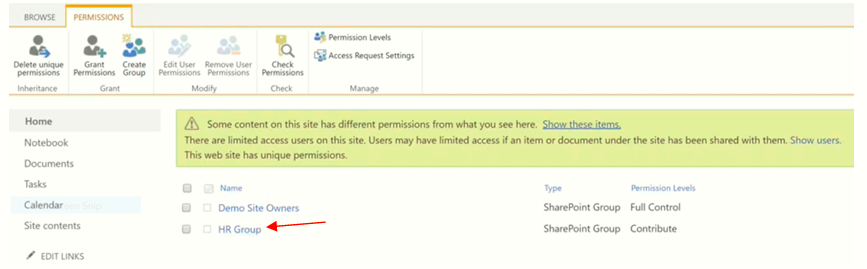 BROWSE PERMISSIONS
Delete unique permissions
Grant Permissions
Create Group
Edit User Permissions
Remove User Permissions
Check Permissions
Permission Levels
Access Request Settings
Inheritance Grant Modify Check Manage
Home
Notebook
Documents
Tasks
Calendar
Site contents
EDIT LINKS
Some content on this site has different permissions from what you see here. Show these items.
There are limited access users on this site. Users may have limited access if an item or document under the site has been shared with them. Show users.
This web site has unique permissions.
Name Type Permission Levels
Demo Site Owners SharePoint Group Full Control
HR Group SharePoint Group Contribute